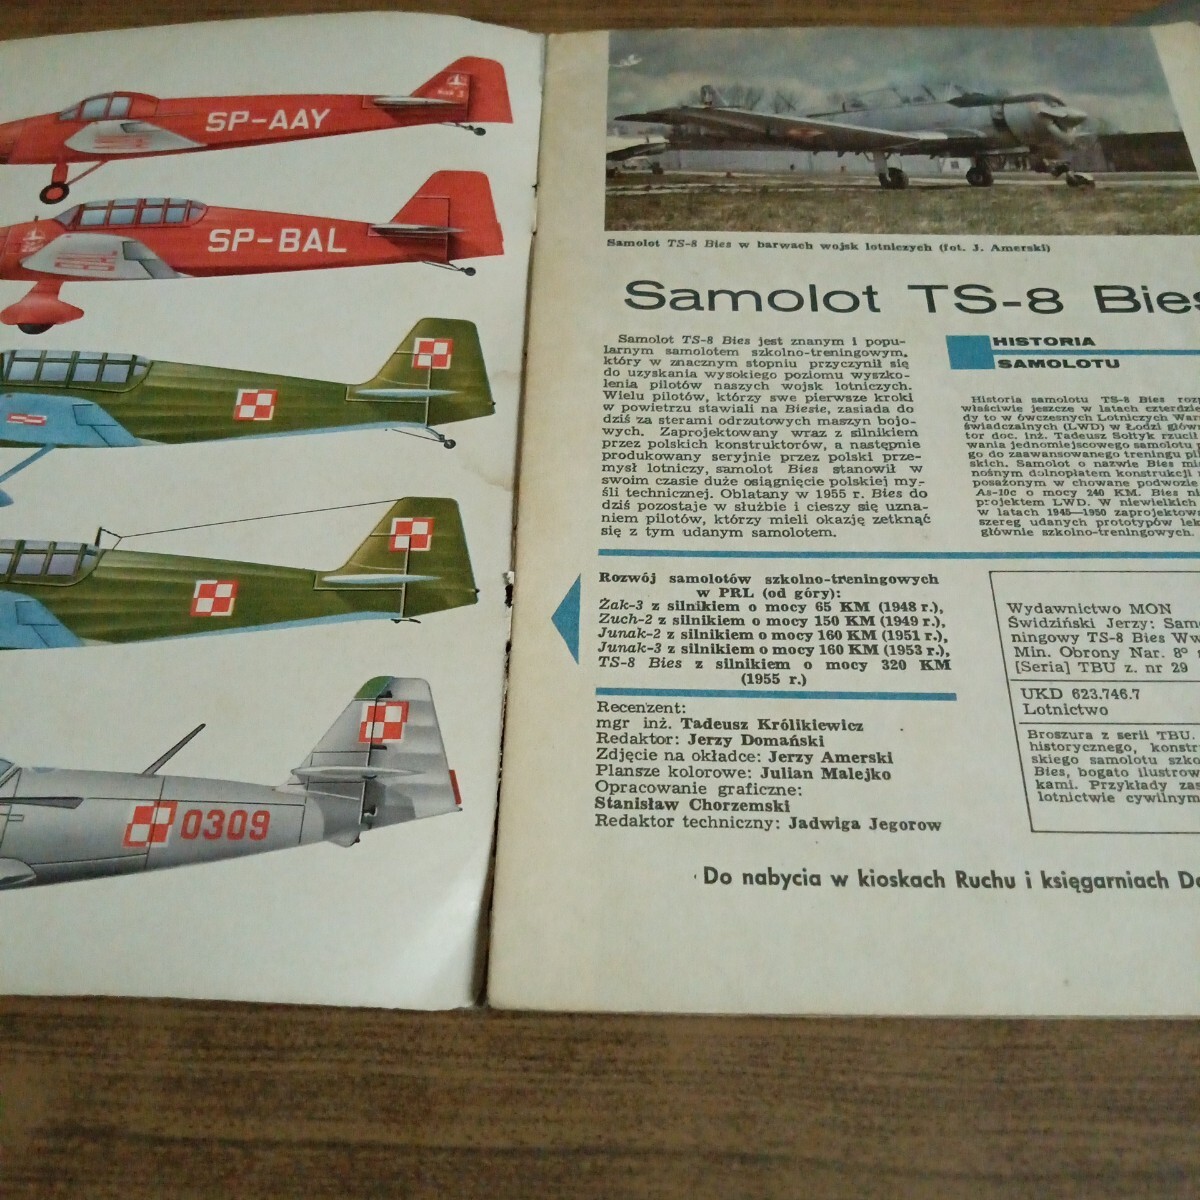 SP-AAY
SP-BAL
0309
Samolot TS-8 Bies w barwach wojsk lotniczych (fot. J. Amerski)
Samolot TS-8 Bies
Samolot TS-8 Bies jest znanym i popu-
larnym samolotem szkolno-treningowym,
który w znacznym stopniu przyczynił się
do uzyskania wysokiego poziomu wyszko-
lenia pilotów naszych wojsk lotniczych.
Wielu pilotów, którzy swe pierwsze kroki
w powietrzu stawiali na Biesie, zasiada do
dziś za sterami odrzutowych maszyn bojo-
wych. Zaprojektowany wraz z silnikiem
przez polskich konstruktorów, a następnie
produkowany seryjnie przez polski prze-
mysł lotniczy, samolot Bies stanowił w
swoim czasie duże osiągnięcie polskiej my-
śli technicznej. Oblatany w 1955 r. Bies do
dziś pozostaje w służbie i cieszy się uzna-
niem pilotów, którzy mieli okazję zetknąć
się z tym udanym samolotem.
HISTORIA
SAMOLOTU
Historia samolotu TS-8 Bies
właściwie jeszcze w latach
dy to w ówczesnych Lotniczych
świadczalnych (LWD) w Łodzi
tor doc. inż. Tadeusz Sołtyk rzucił
wania jednomiejscowego samolotu
go do zaawansowanego treningu
skich. Samolot o nazwie Bies
nośnym dolnopłatem konstrukcji
posażonym w chowane podwozie
As-10c o mocy 240 KM. Bies
projektem LWD. W niewielkich
w latach 1945—1950
szereg udanych prototypów
głównie szkolno-treningowych.
Rozwój samolotów szkolno-treningowych
w PRL (od góry):
Żak-3 z silnikiem o mocy 65 KM (1948 r.),
Zuch-2 z silnikiem o mocy 150 KM (1949 r.),
Junak-2 z silnikiem o mocy 160 KM (1951 r.),
Junak-3 z silnikiem o mocy 160 KM (1953 r.),
TS-8 Bies z silnikiem o mocy 320 KM
(1955 r.)
Recenzent:
mgr inż. Tadeusz Królikiewicz
Redaktor: Jerzy Domański
Zdjęcie na okładce: Jerzy Amerski
Plansze kolorowe: Julian Malejko
Opracowanie graficzne:
Stanisław Chorzemski
Redaktor techniczny: Jadwiga Jegorow
Wydawnictwo MON
Świdziński Jerzy:
ningowy TS-8 Bies
Min. Obrony Nar. 8°
[Seria] TBU z. nr 29
UKD 623.746.7
Lotnictwo
Broszura z serii TBU.
historycznego,
skiego samolotu
Bies, bogato
kami. Przykłady
lotnictwie cywilnym
Do nabycia w kioskach Ruchu i księgarniach